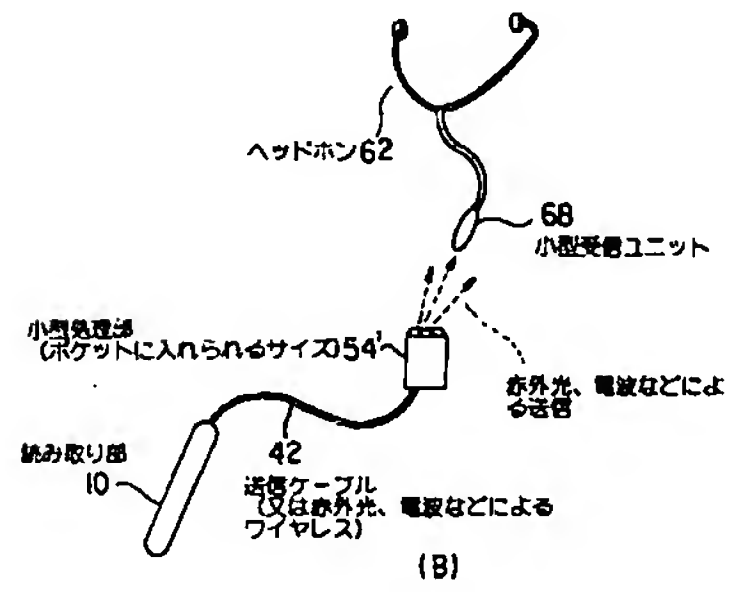 ヘッドホン62
68
小型受信ユニット
小型処理部
(ポケットに入れられるサイズ)54'
赤外光、電波などによ
る送信
読み取り部
10
42
送信ケーブル
(又は赤外光、電波などによる
ワイヤレス)
(B)